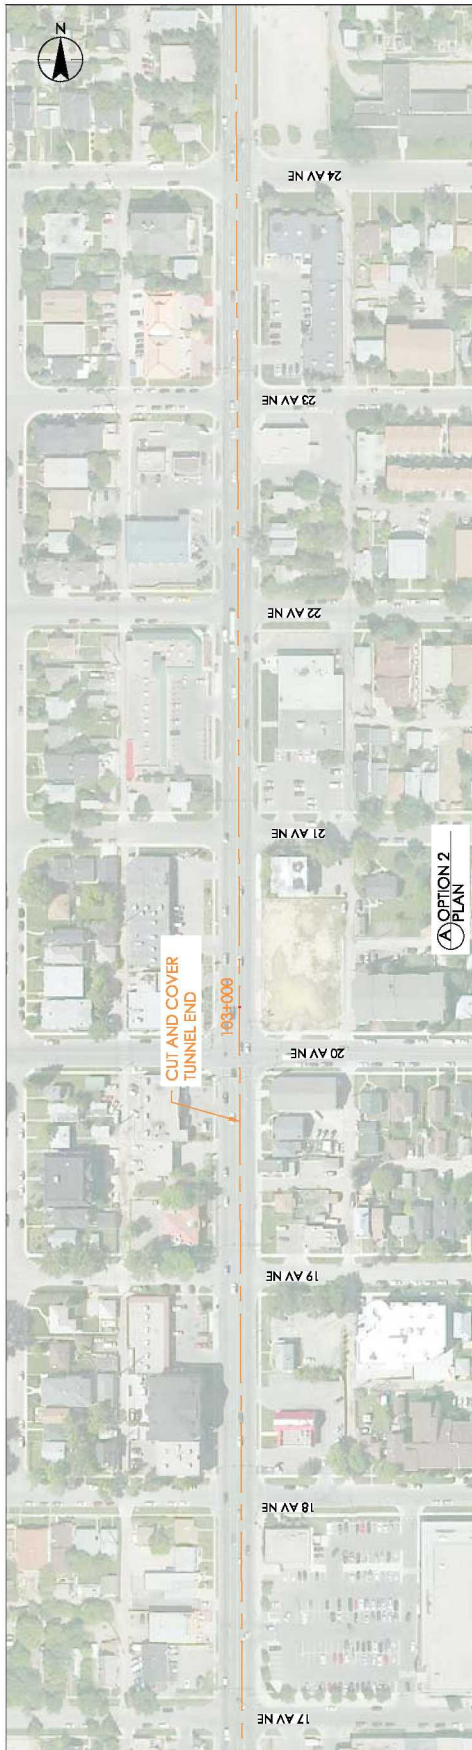 N
24 AV NE
23 AV NE
22 AV NE
21 AV NE
A OPTION 2
PLAN
CUT AND COVER
TUNNEL END
103+000
20 AV NE
19 AV NE
18 AV NE
17 AV NE